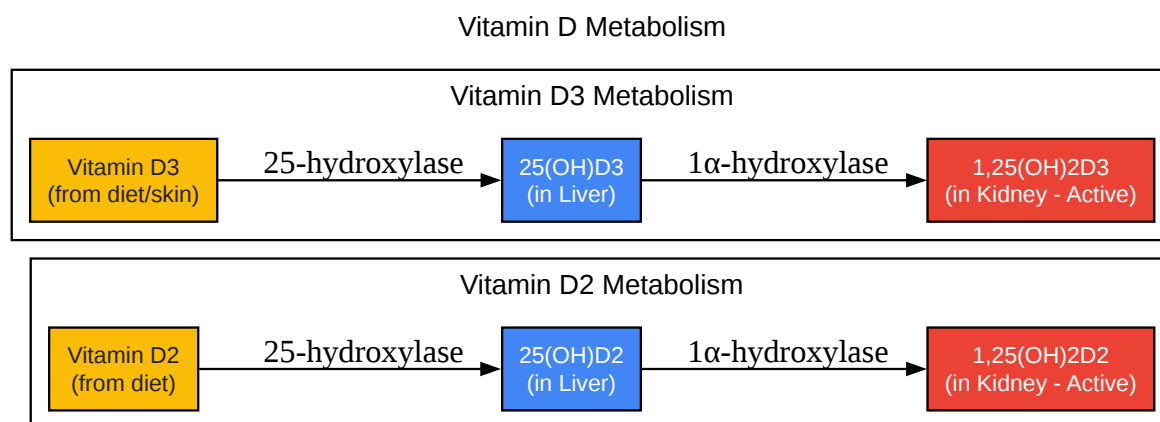 Vitamin D Metabolism
Vitamin D3 Metabolism
Vitamin D3
(from diet/skin)
25-hydroxylase
25(OH)D3
(in Liver)
1α-hydroxylase
1,25(OH)2D3
(in Kidney - Active)
Vitamin D2 Metabolism
Vitamin D2
(from diet)
25-hydroxylase
25(OH)D2
(in Liver)
1α-hydroxylase
1,25(OH)2D2
(in Kidney - Active)